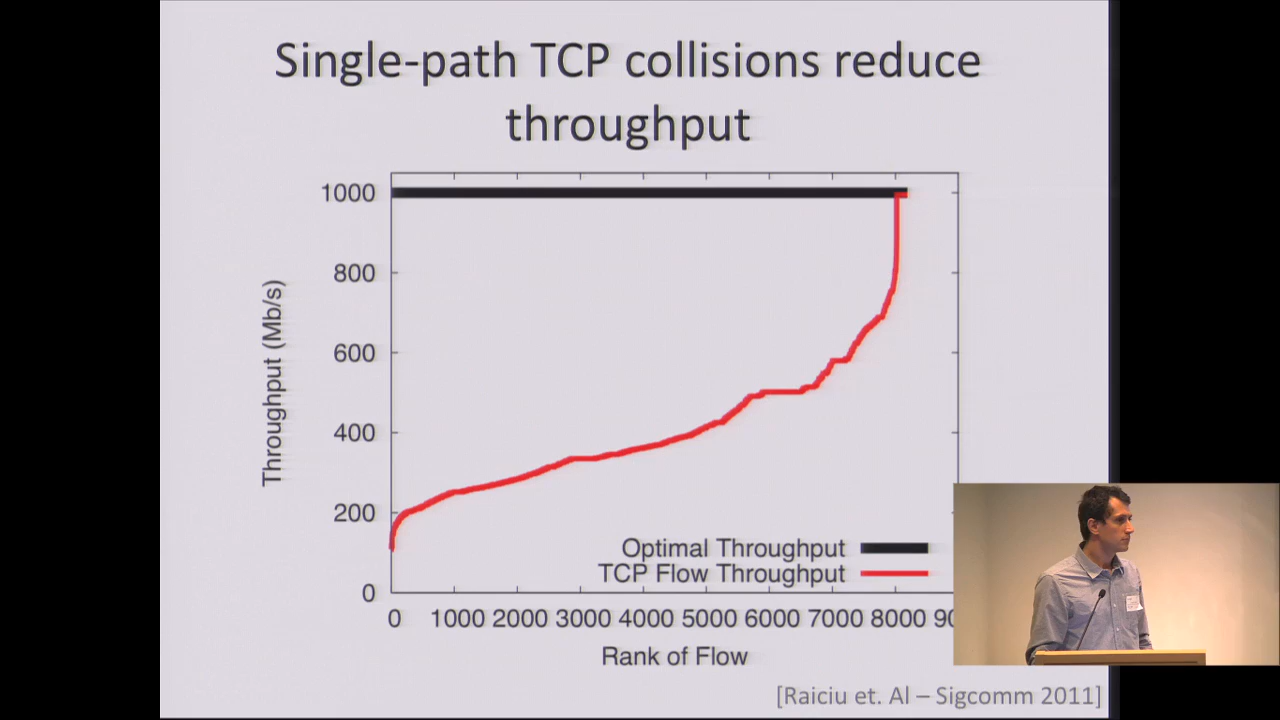 Single-path TCP collisions reduce
throughput
1000
800
600
400
200
0
Throughput (Mb/s)
Optimal Throughput
TCP Flow Throughput
0 1000 2000 3000 4000 5000 6000 7000 8000 90
Rank of Flow
[Raiciu et. Al – Sigcomm 2011]